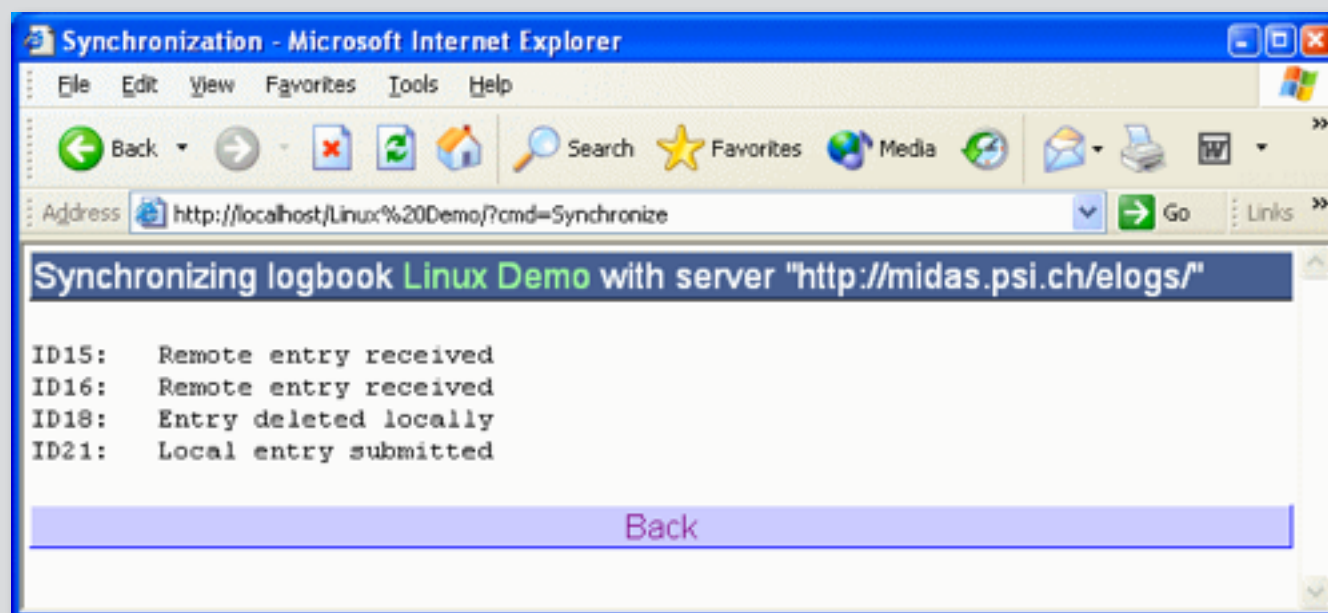 Synchronization - Microsoft Internet Explorer
File Edit View Favorites Tools Help
Back Search Favorites Media W »
Address http://localhost/Linux%20Demo/?cmd=Synchronize Go Links »
Synchronizing logbook Linux Demo with server "http://midas.psi.ch/elogs/"
ID15: Remote entry received
ID16: Remote entry received
ID18: Entry deleted locally
ID21: Local entry submitted
Back